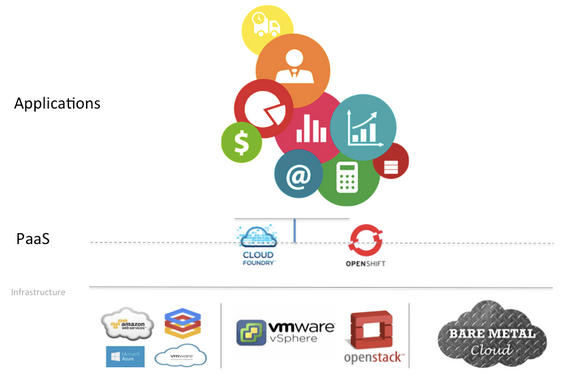 Applications
$
@
PaaS
CLOUD
FOUNDRY
OPENSHIFT
Infrastructure
amazon
web services
Microsoft
Azure
vmware
vmware
vSphere
openstack
BARE METAL
Cloud